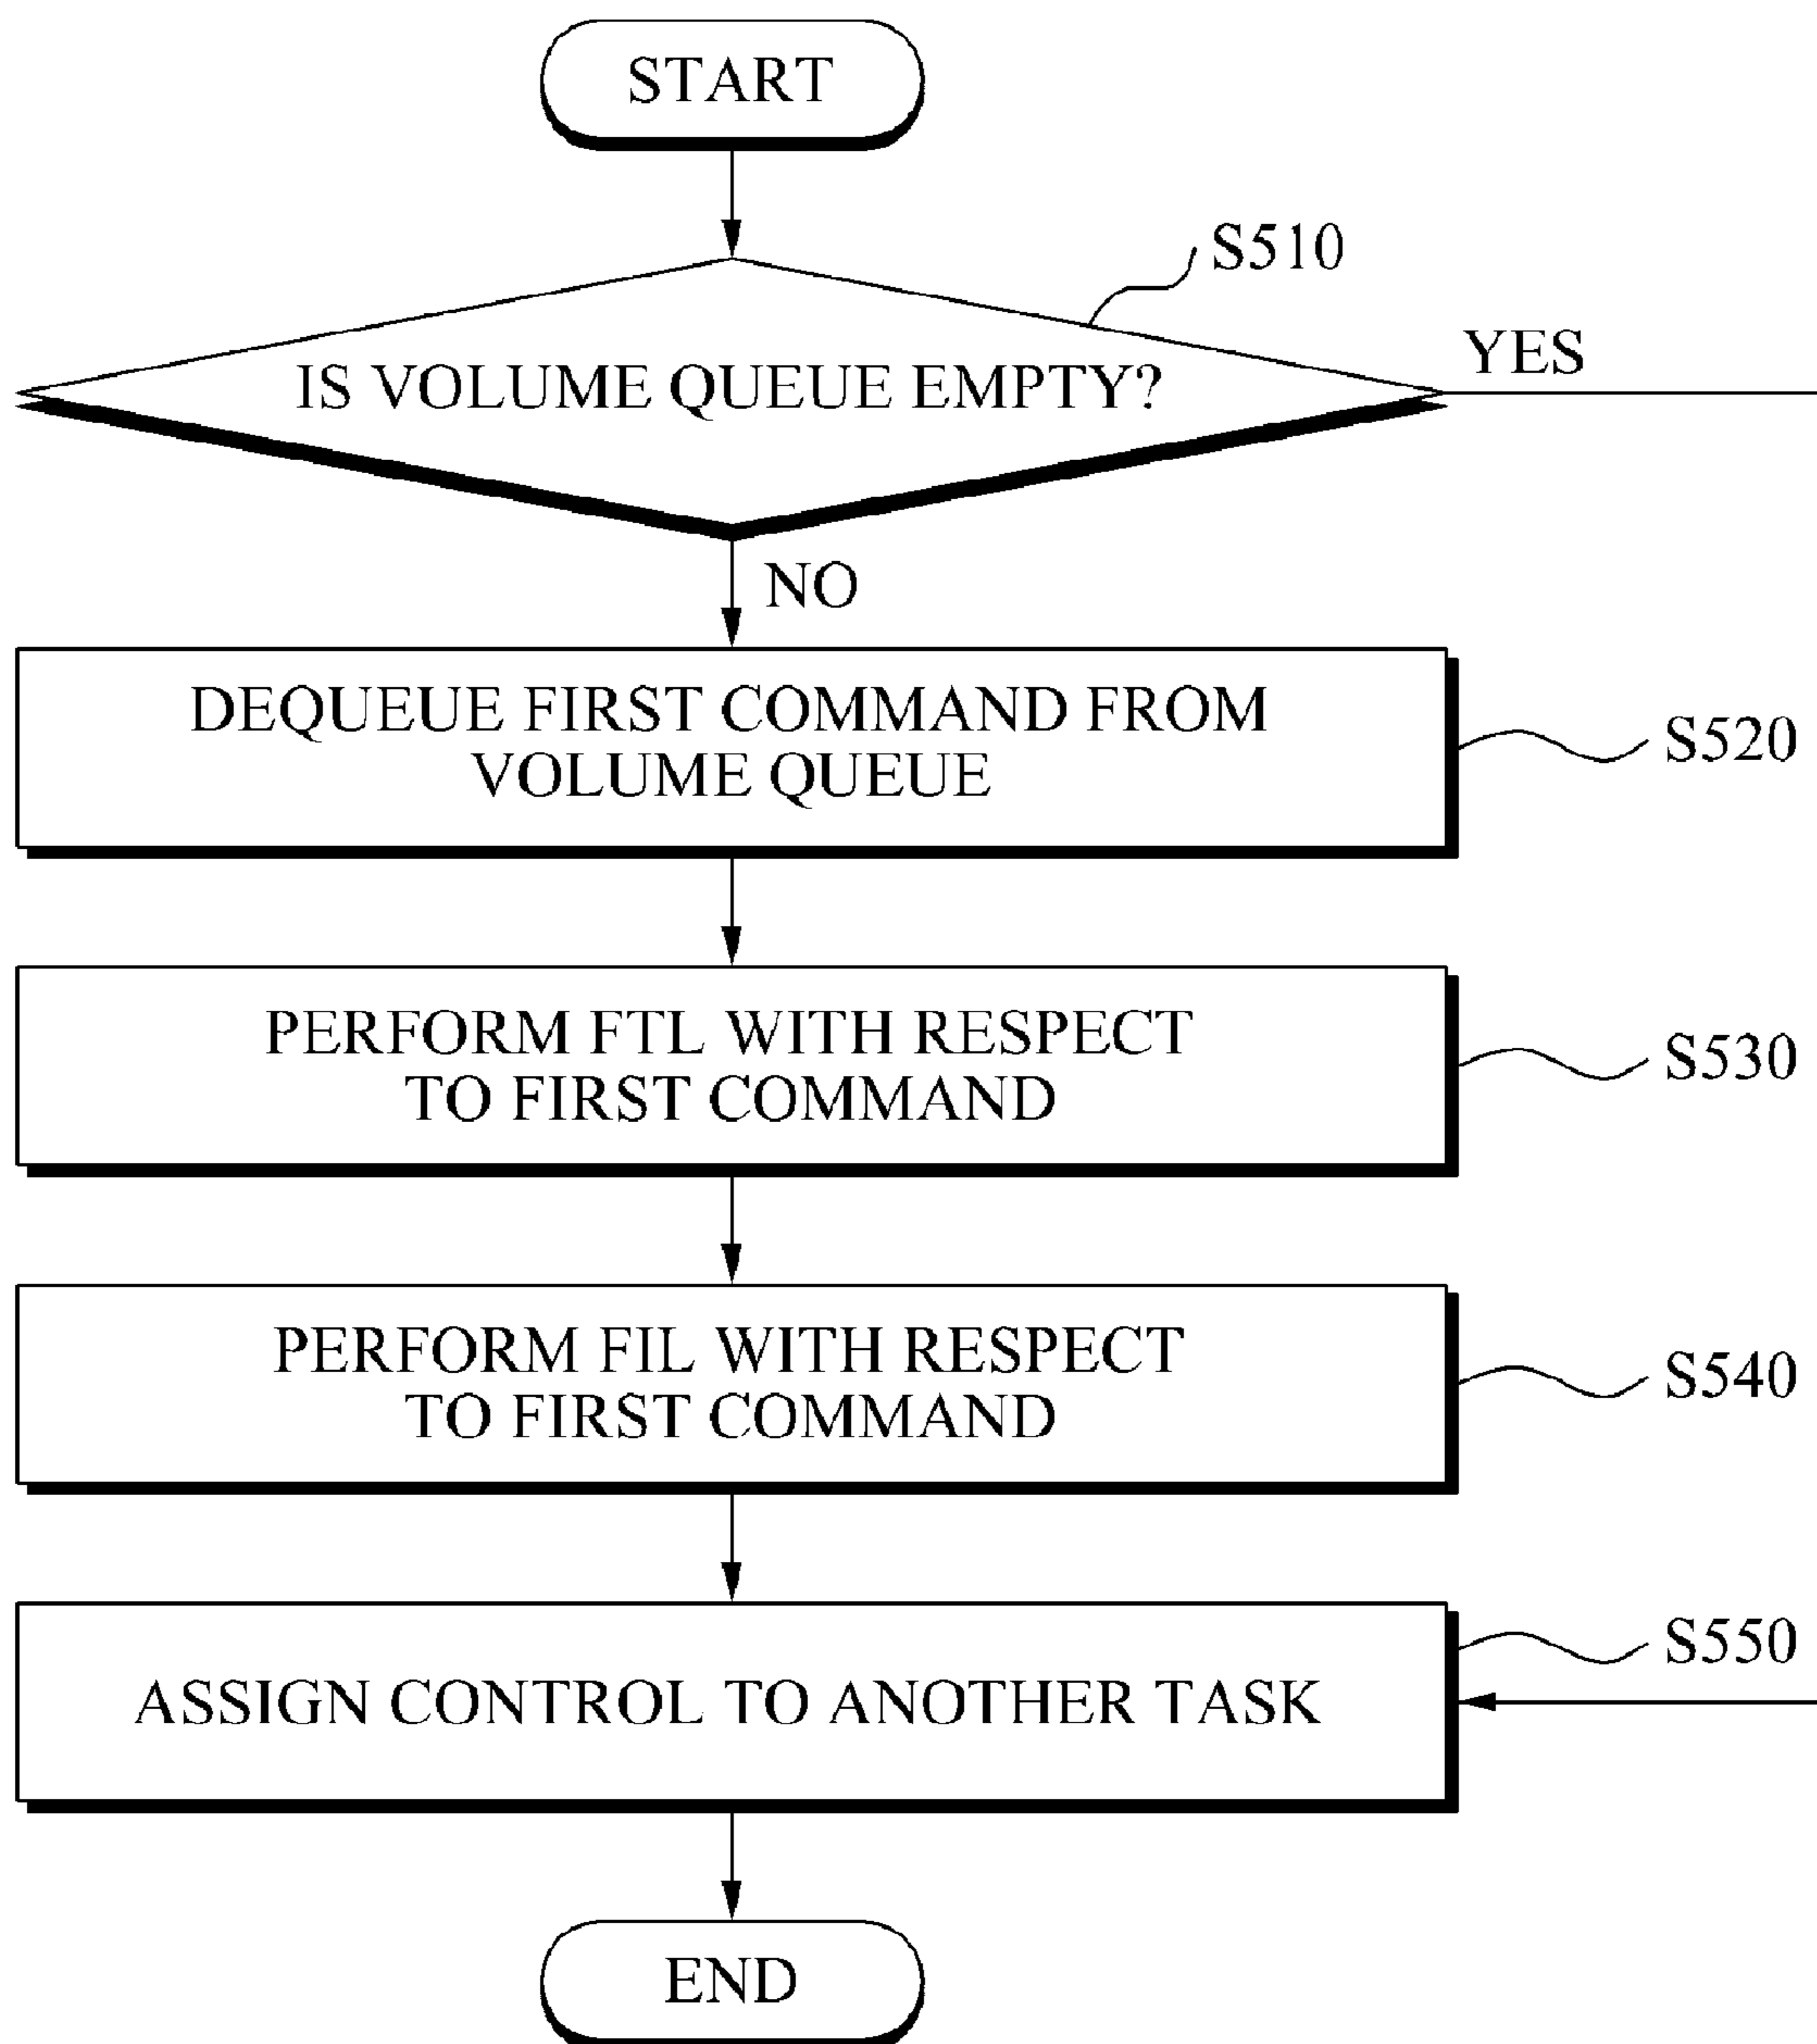 START
S510
IS VOLUME QUEUE EMPTY?
YES
NO
DEQUEUE FIRST COMMAND FROM
VOLUME QUEUE
S520
PERFORM FTL WITH RESPECT
TO FIRST COMMAND
S530
PERFORM FIL WITH RESPECT
TO FIRST COMMAND
S540
S550
ASSIGN CONTROL TO ANOTHER TASK
END